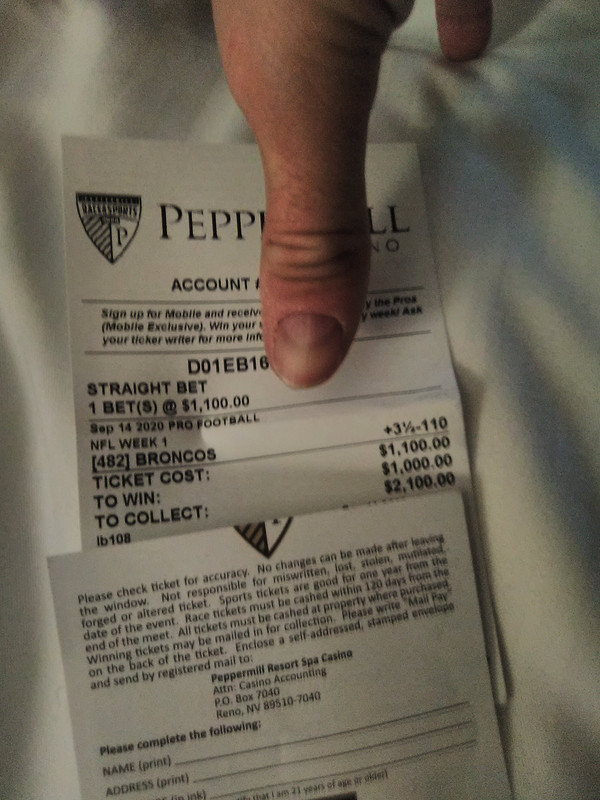 BALL&SPORTS
P
PEPP LL
NO
ACCOUNT
Sign up for Mobile and receive y the Pros
(Mobile Exclusive). Win your week! Ask
your ticker writer for more info
D01EB16
STRAIGHT BET
1 BET(S) @ $1,100.00
Sep 14 2020 PRO FOOTBALL
NFL WEEK 1
[482] BRONCOS +3½-110
TICKET COST: $1,100.00
TO WIN: $1,000.00
TO COLLECT: $2,100.00
lb108
Please check ticket for accuracy. No changes can be made after leaving
the window. Not responsible for miswritten, lost, stolen, mutilated,
forged or altered ticket. Sports tickets are good for one year from the
date of the event. Race tickets must be cashed within 120 days from the
end of the meet. All tickets must be cashed at property where purchased.
Winning tickets may be mailed in for collection. Please write "Mail Pay"
on the back of the ticket. Enclose a self-addressed, stamped envelope
and send by registered mail to:
Peppermill Resort Spa Casino
Attn: Casino Accounting
P.O. Box 7040
Reno, NV 89510-7040
Please complete the following:
NAME (print)
ADDRESS (print)
(in ink) ify that I am 21 years of age or older)